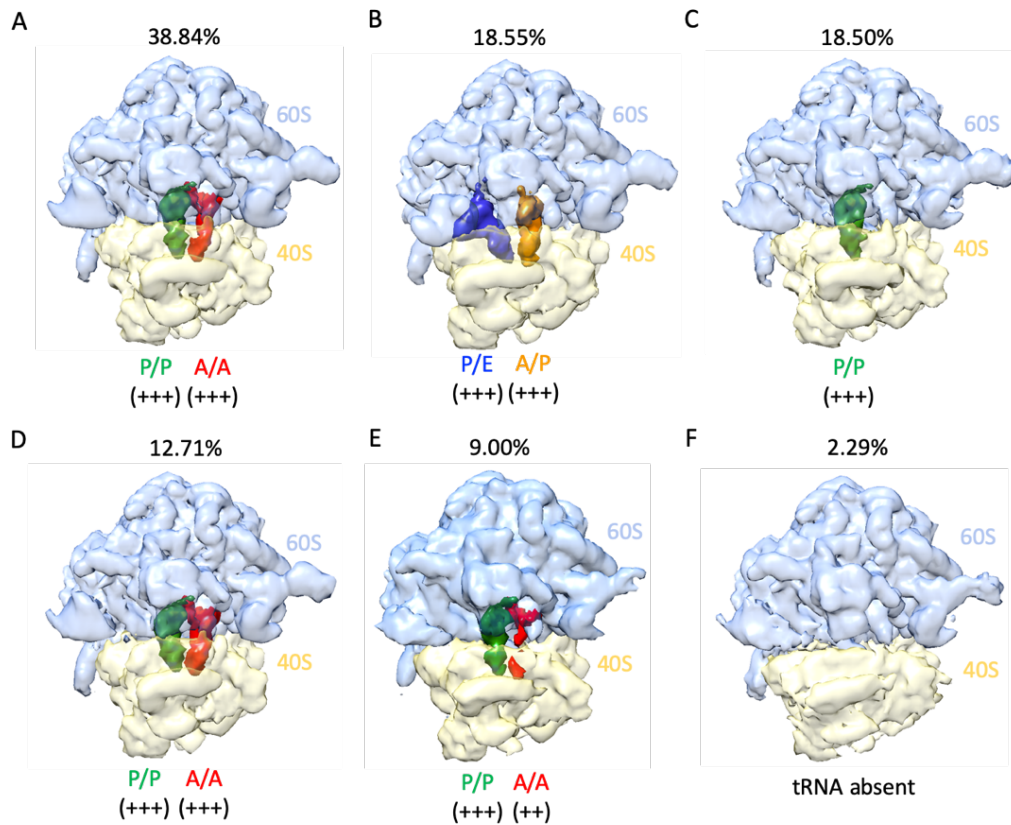 A
38.84%
60S
40S
P/P A/A
(+++) (+++)
B
18.55%
60S
40S
P/E A/P
(+++) (+++)
C
18.50%
60S
40S
P/P
(+++)
D
12.71%
60S
40S
P/P A/A
(+++) (+++)
E
9.00%
60S
40S
P/P A/A
(+++) (++)
F
2.29%
60S
40S
tRNA absent